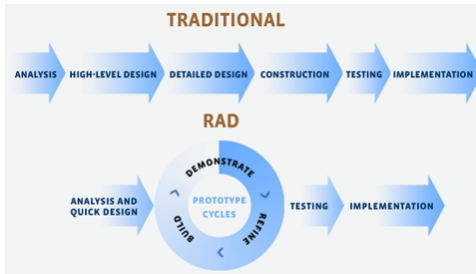 TRADITIONAL
ANALYSIS
HIGH-LEVEL DESIGN
DETAILED DESIGN
CONSTRUCTION
TESTING
IMPLEMENTATION
RAD
ANALYSIS AND
QUICK DESIGN
DEMONSTRATE
REFINE
BUILD
PROTOTYPE
CYCLES
TESTING
IMPLEMENTATION